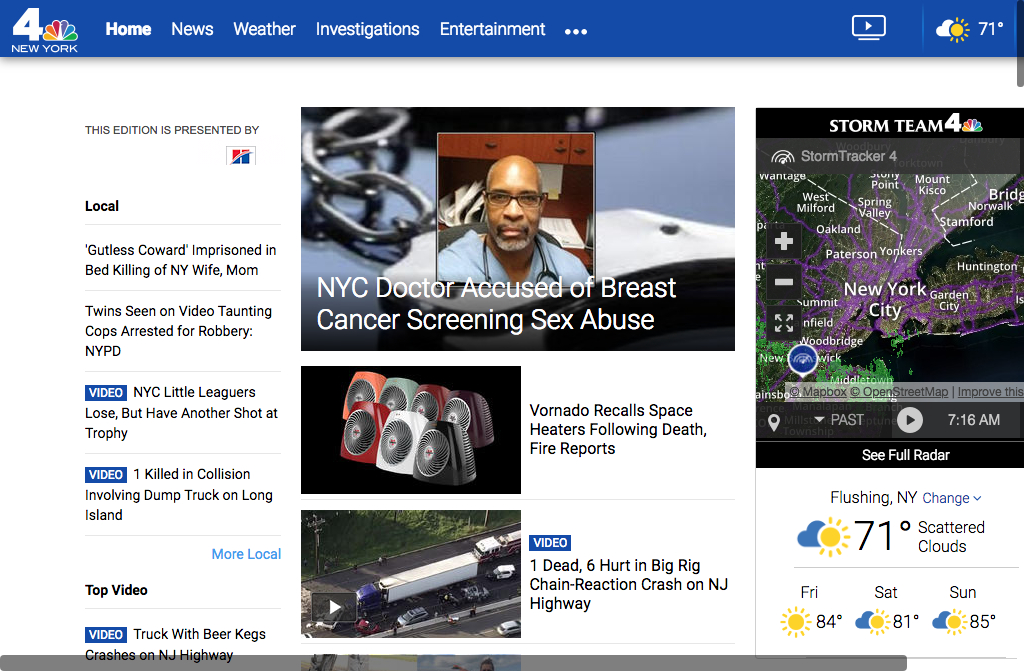 4
NEW YORK
Home
News
Weather
Investigations
Entertainment
71°
THIS EDITION IS PRESENTED BY
Local
'Gutless Coward' Imprisoned in
Bed Killing of NY Wife, Mom
Twins Seen on Video Taunting
Cops Arrested for Robbery:
NYPD
VIDEO NYC Little Leaguers
Lose, But Have Another Shot at
Trophy
VIDEO 1 Killed in Collision
Involving Dump Truck on Long
Island
More Local
Top Video
VIDEO Truck With Beer Kegs
Crashes on NJ Highway
NYC Doctor Accused of Breast
Cancer Screening Sex Abuse
Vornado Recalls Space
Heaters Following Death,
Fire Reports
VIDEO
1 Dead, 6 Hurt in Big Rig
Chain-Reaction Crash on NJ
Highway
STORM TEAM 4
StormTracker 4
Woodbury
Yorktown
Wantage
Stony
Point
Mount
Kisco
West
Milford
Spring
Valley
Norwalk
Stamford
Oakland
Paterson
Yonkers
Huntington
New York
City
Garden
City
Woodbridge
Middletown
© Mapbox © OpenStreetMap | Improve this
PAST
7:16 AM
See Full Radar
Flushing, NY Change
71° Scattered
Clouds
Fri
Sat
Sun
84°
81°
85°